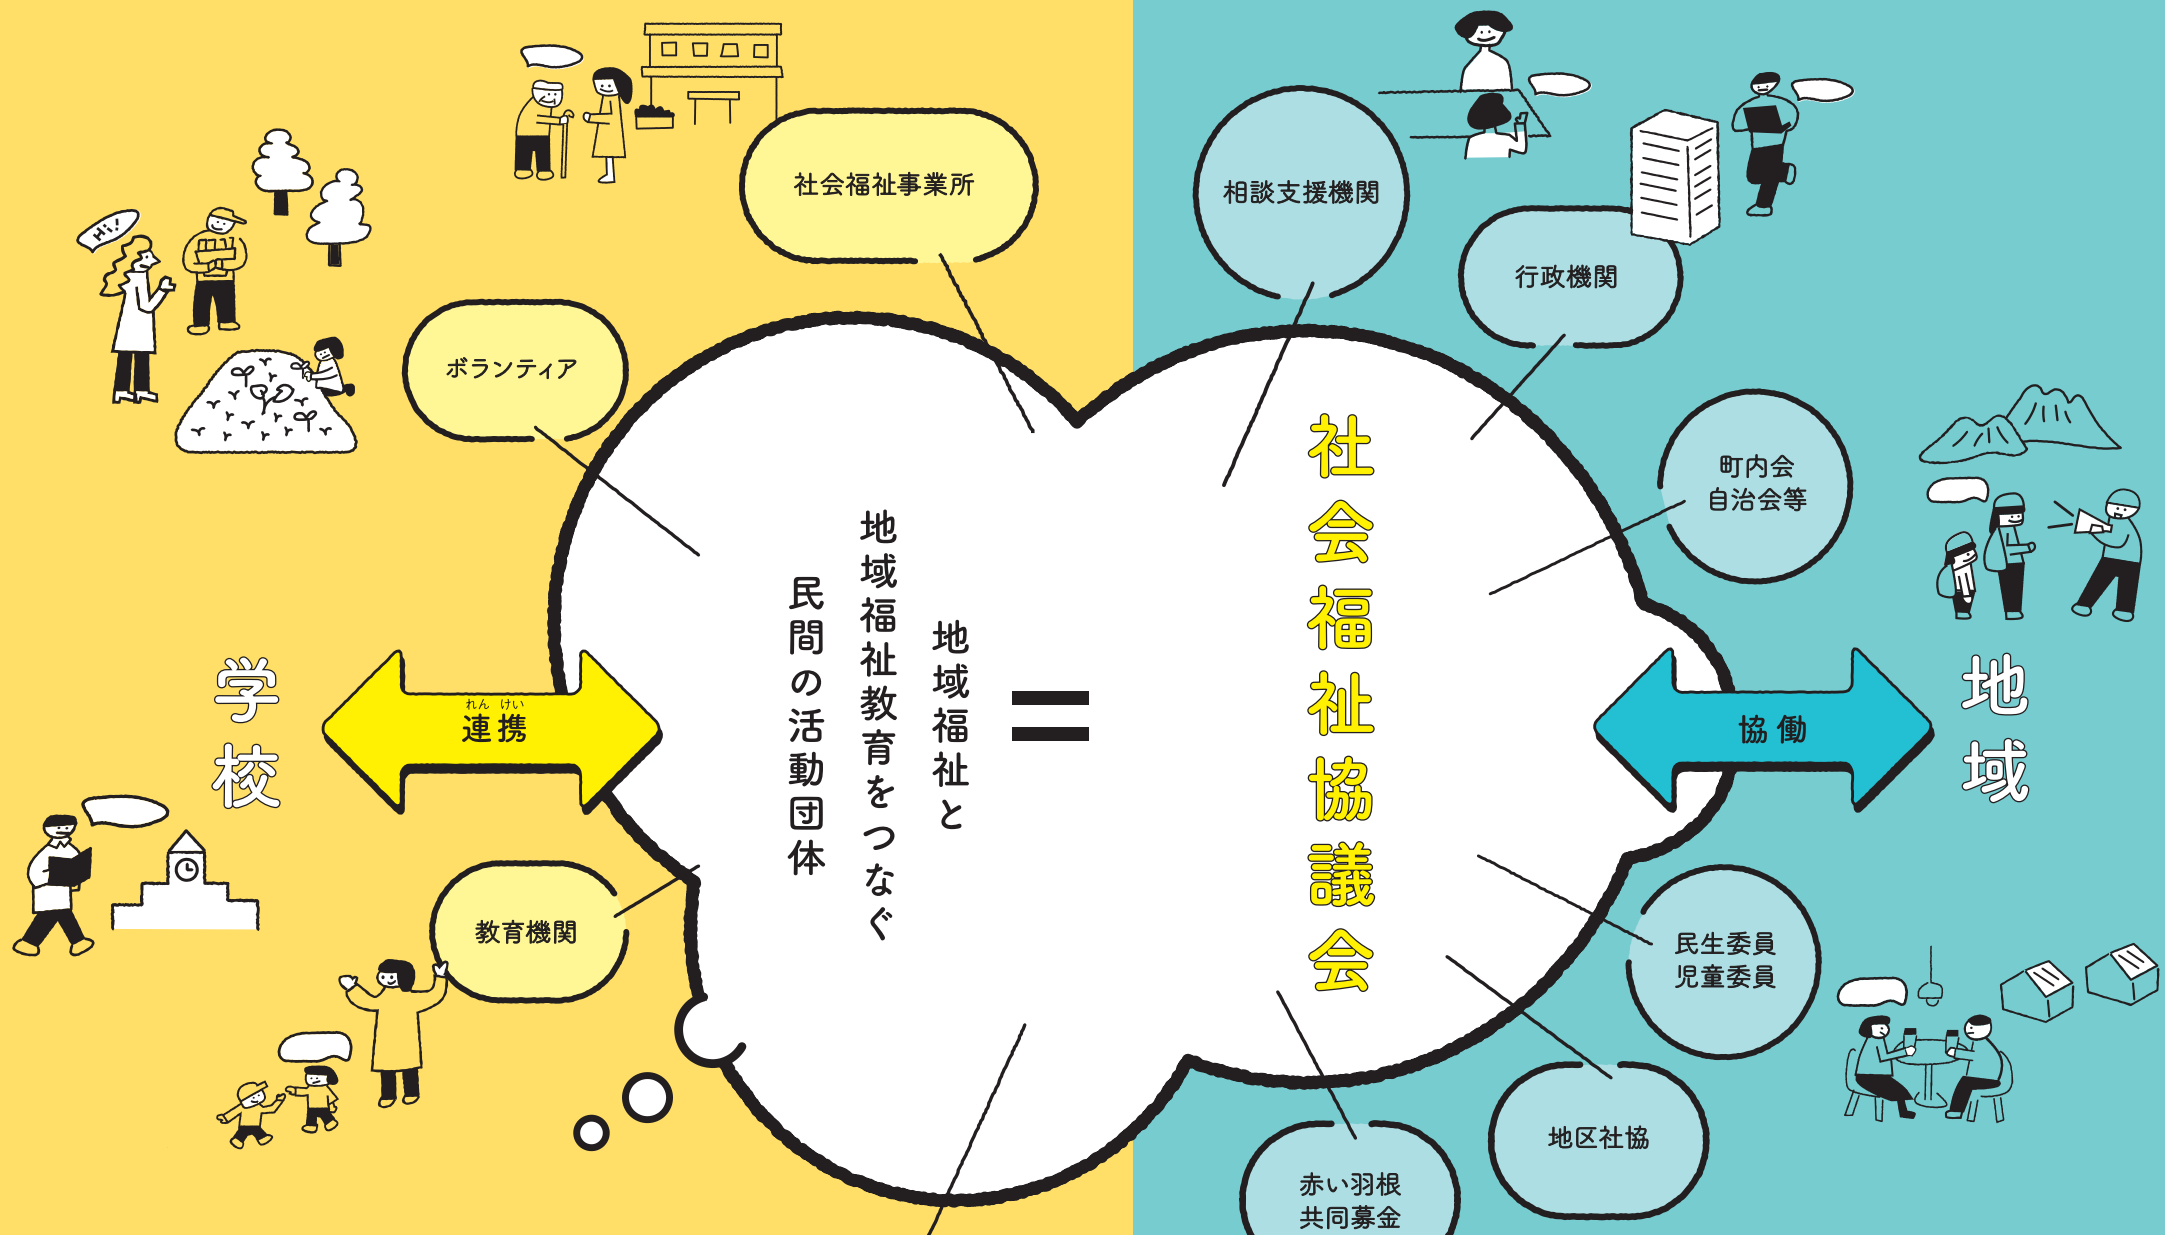 社会福祉事業所
相談支援機関
行政機関
Hi!
ボランティア
町内会
自治会等
社会福祉協議会
=
地域福祉と
地域福祉教育をつなぐ
民間の活動団体
学校
れん けい
連携
協働
地域
教育機関
民生委員
児童委員
地区社協
赤い羽根
共同募金